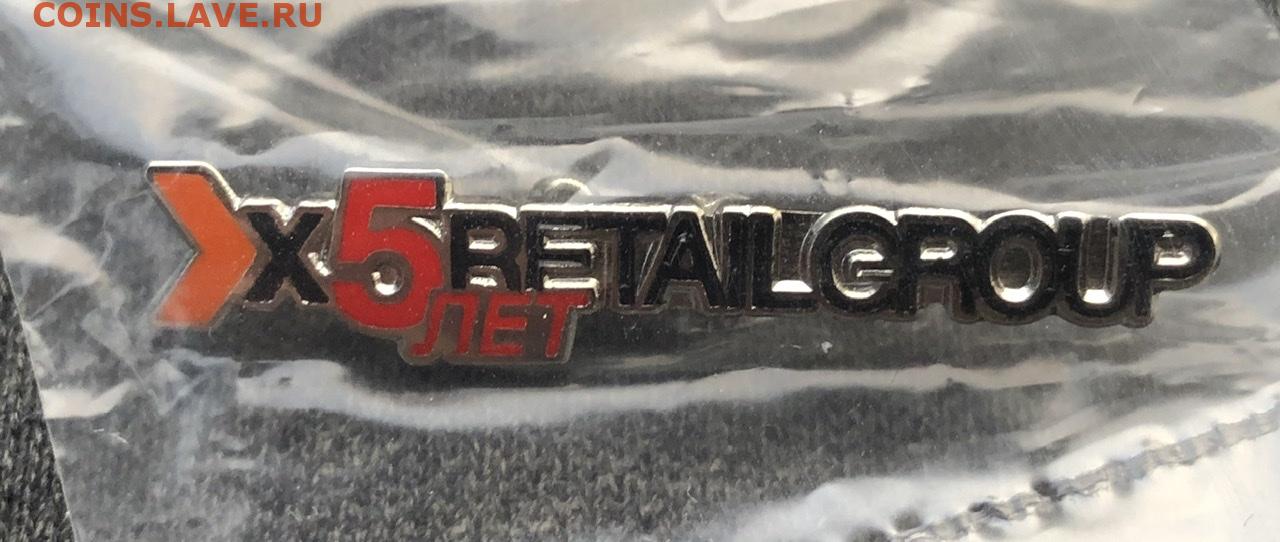 COINS.LAVE.RU
X5RETAILGROUP
ЛЕТ